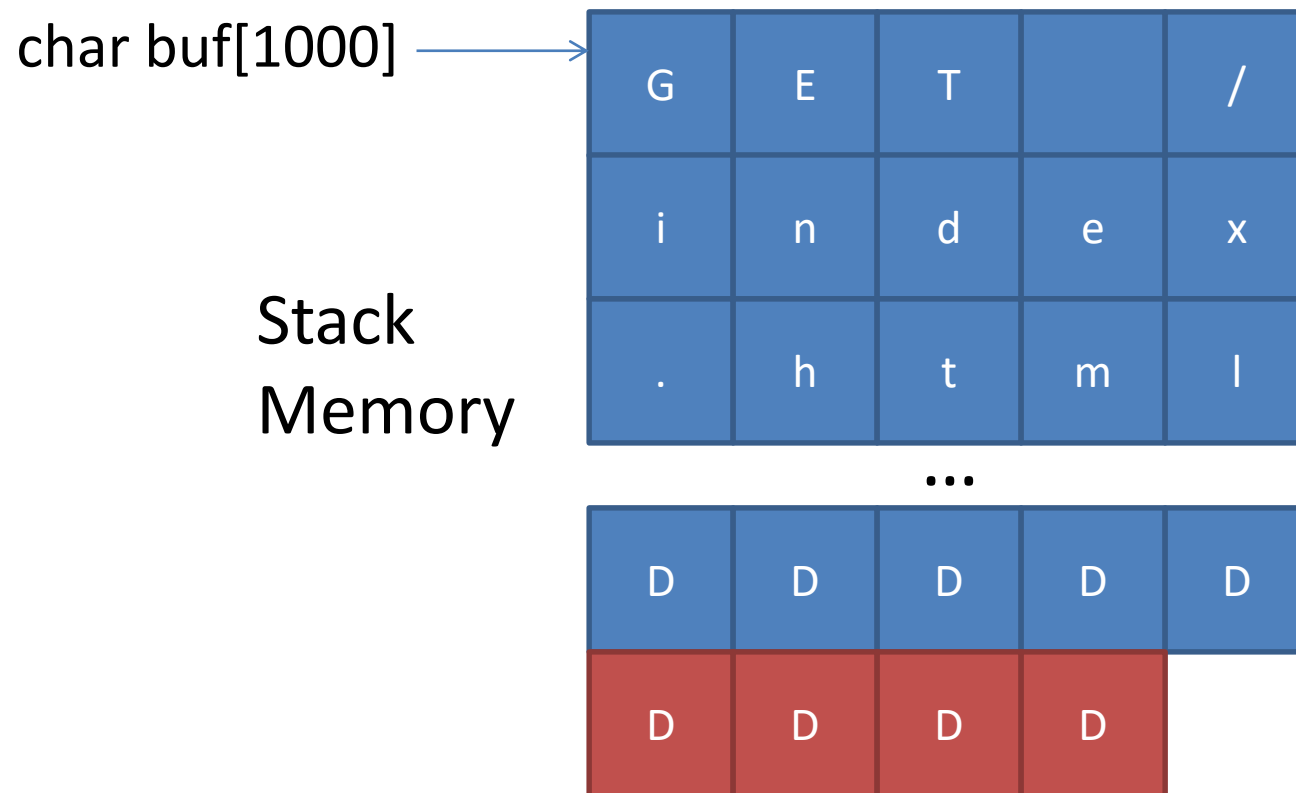 char buf[1000]
G E T /
i n d e x
Stack
Memory
. h t m l
...
D D D D D
D D D D